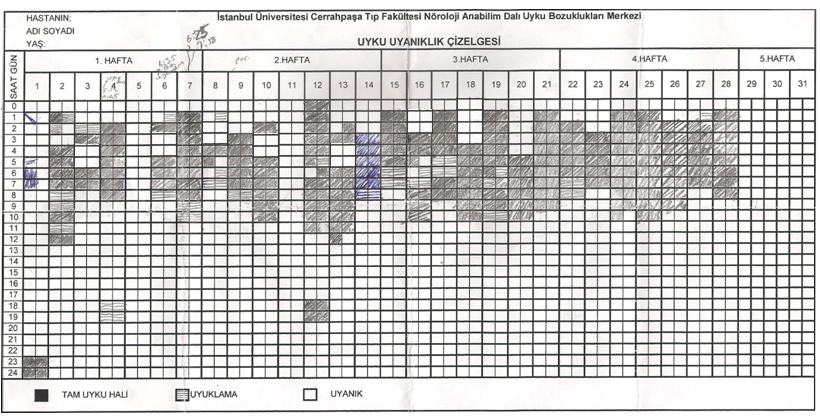 İstanbul Üniversitesi Cerrahpaşa Tıp Fakültesi Nöroloji Anabilim Dalı Uyku Bozuklukları Merkezi
HASTANIN;
ADI SOYADI
YAŞ:
UYKU UYANIKLIK ÇİZELGESİ
SAAT GÜN
1. HAFTA 2.HAFTA 3.HAFTA 4.HAFTA 5.HAFTA
1 2 3 4 5 6 7 8 9 10 11 12 13 14 15 16 17 18 19 20 21 22 23 24 25 26 27 28 29 30 31
0
1
2
3
4
5
6
7
8
9
10
11
12
13
14
15
16
17
18
19
20
21
22
23
24
TAM UYKU HALİ UYUKLAMA UYANIK